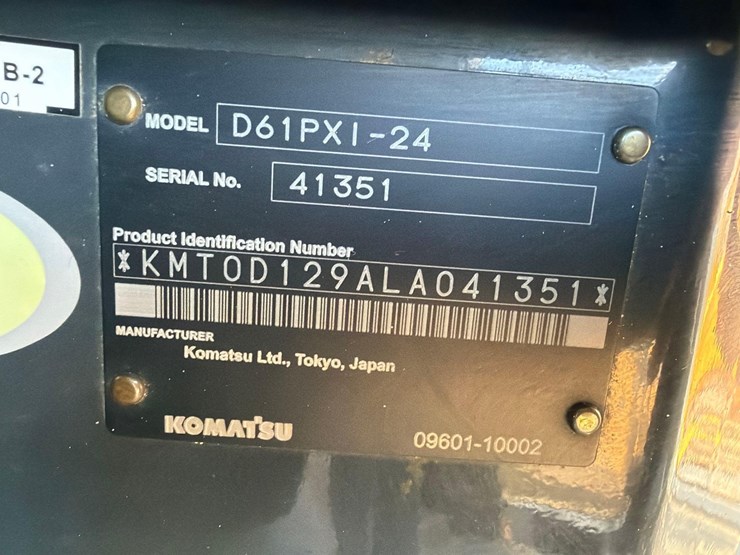 B-2
01
MODEL D61PXI-24
SERIAL No. 41351
Product Identification Number
*KMT0D129ALA041351*
MANUFACTURER
Komatsu Ltd., Tokyo, Japan
KOMATSU
09601-10002